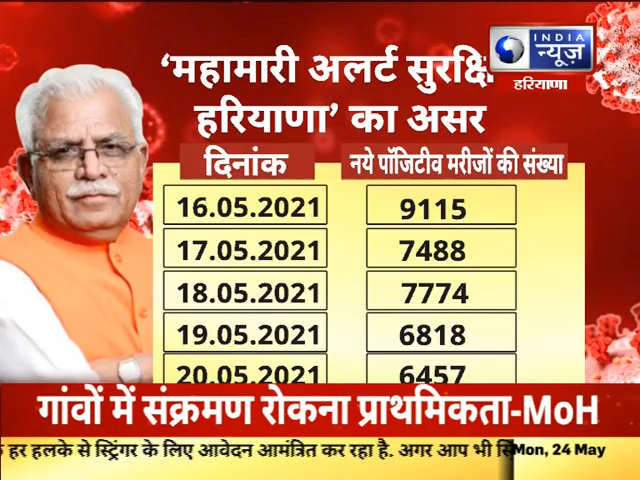 INDIA
न्यूज़
हरियाणा
‘महामारी अलर्ट
हरियाणा’ का असर
दिनांक नये पॉजिटीव मरीजों की संख्या
16.05.2021 9115
17.05.2021 7488
18.05.2021 7774
19.05.2021 6818
20.05.2021 6457
गांवों में संक्रमण रोकना प्राथमिकता-MoH
हर हलके से स्ट्रिंगर के लिए आवेदन आमंत्रित कर रहा है. अगर आप भी
Mon, 24 May